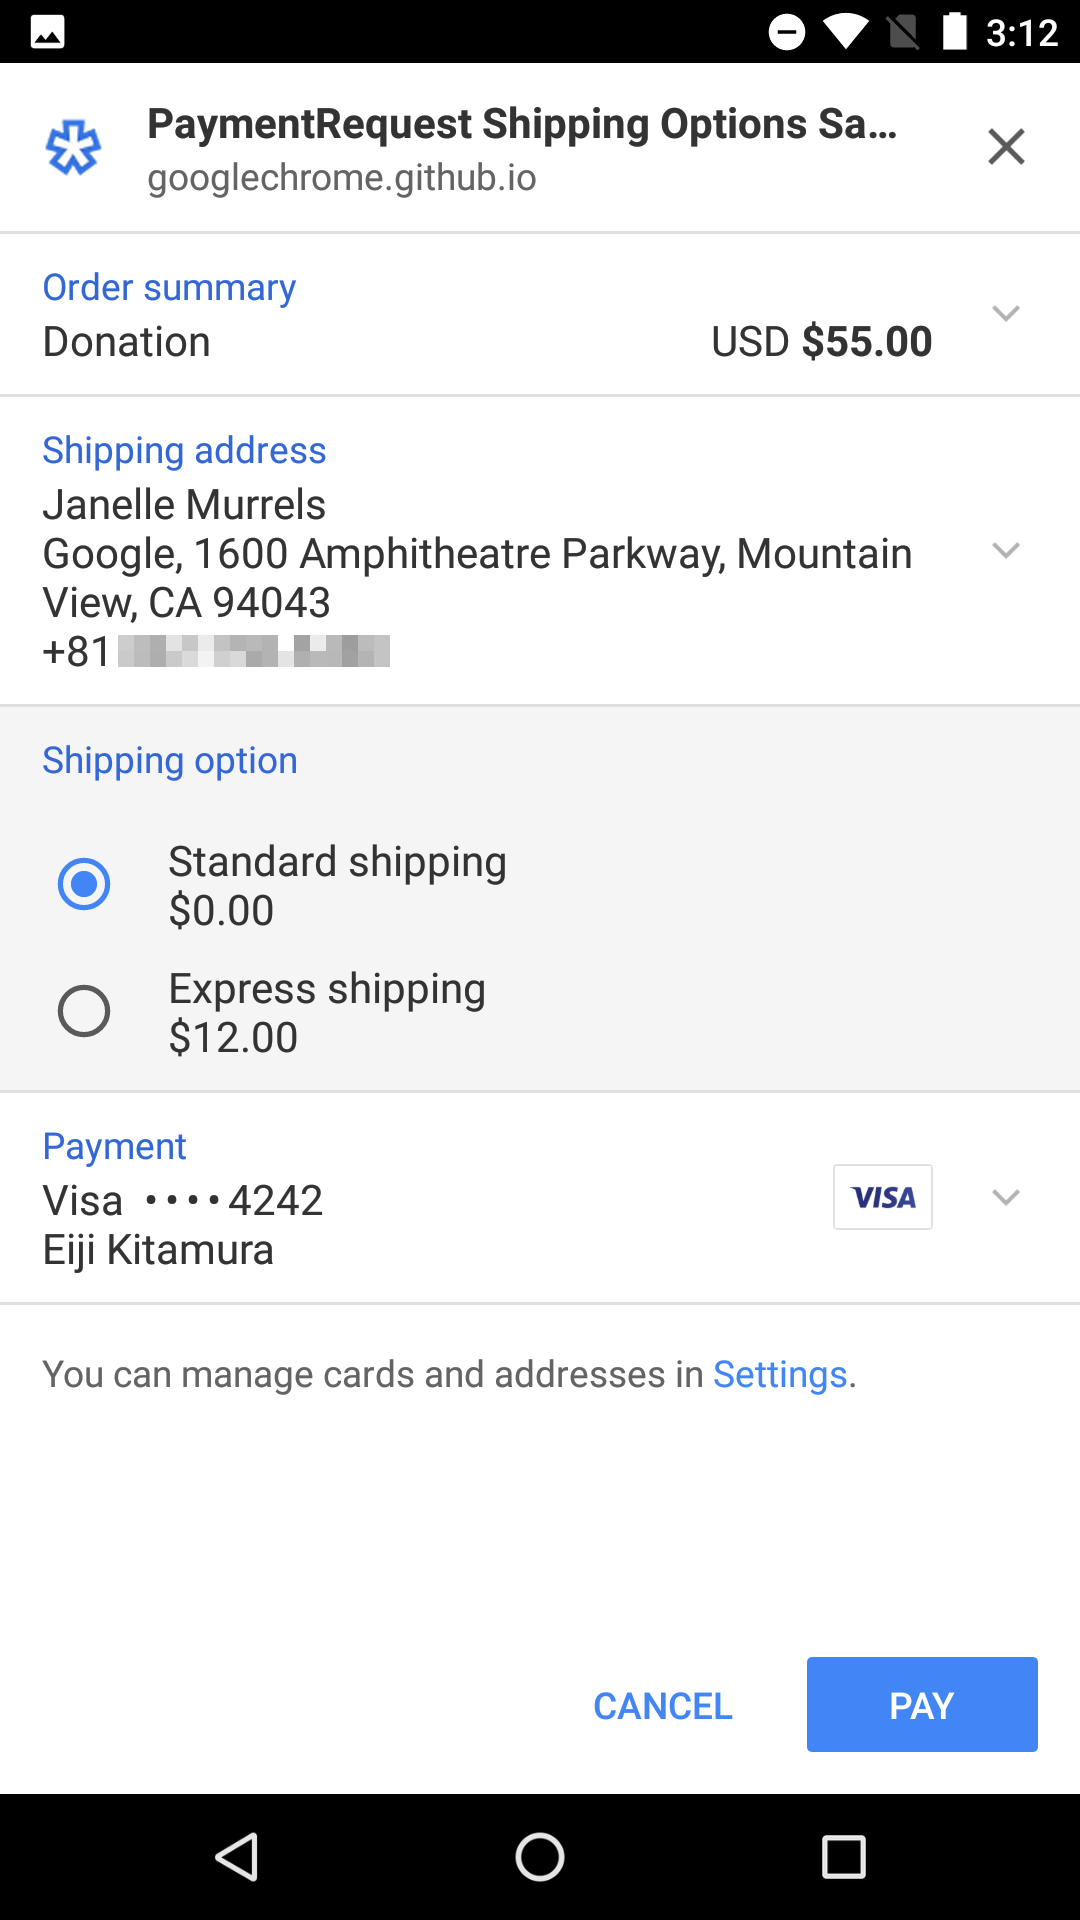 3:12
PaymentRequest Shipping Options Sa...
googlechrome.github.io
Order summary
Donation USD $55.00
Shipping address
Janelle Murrels
Google, 1600 Amphitheatre Parkway, Mountain
View, CA 94043
+81
Shipping option
Standard shipping
$0.00
Express shipping
$12.00
Payment
Visa ••••4242
VISA
Eiji Kitamura
You can manage cards and addresses in Settings.
CANCEL PAY